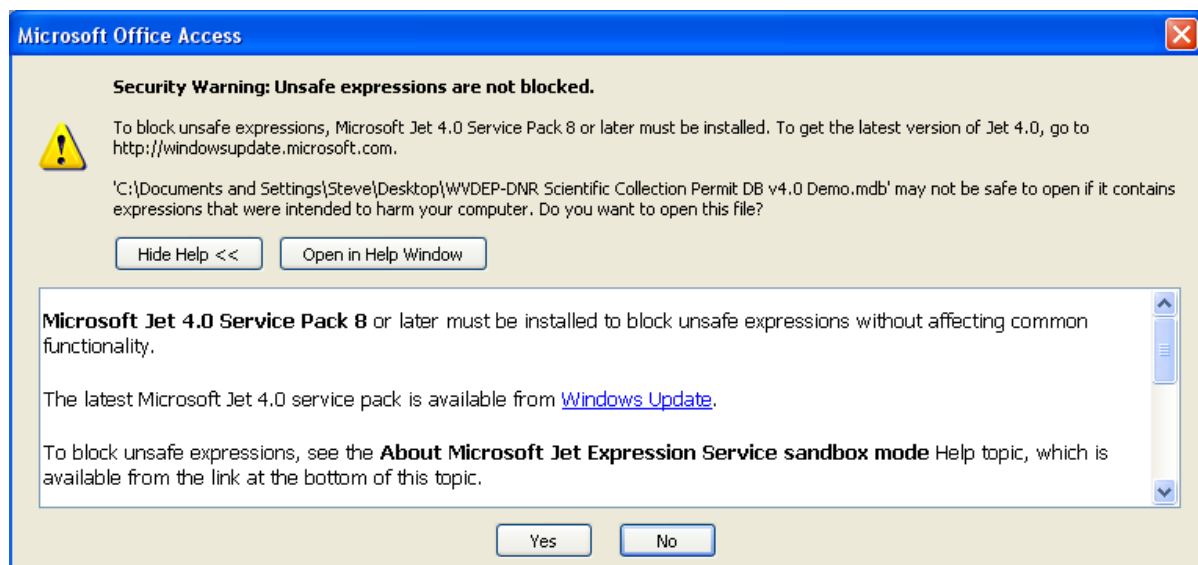 Microsoft Office Access
Security Warning: Unsafe expressions are not blocked.
To block unsafe expressions, Microsoft Jet 4.0 Service Pack 8 or later must be installed. To get the latest version of Jet 4.0, go to
http://windowsupdate.microsoft.com.
'C:\Documents and Settings\Steve\Desktop\WVDEP-DNR Scientific Collection Permit DB v4.0 Demo.mdb' may not be safe to open if it contains
expressions that were intended to harm your computer. Do you want to open this file?
Hide Help << Open in Help Window
Microsoft Jet 4.0 Service Pack 8 or later must be installed to block unsafe expressions without affecting common
functionality.
The latest Microsoft Jet 4.0 service pack is available from Windows Update.
To block unsafe expressions, see the About Microsoft Jet Expression Service sandbox mode Help topic, which is
available from the link at the bottom of this topic.
Yes No